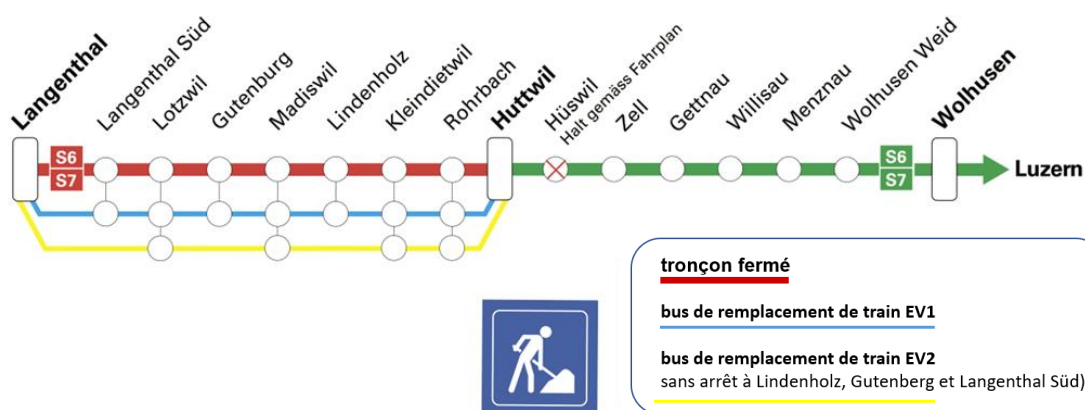 Langenthal
Langenthal Süd
Lotzwil
Gutenburg
Madiswil
Lindenholz
Kleindietwil
Rohrbach
Huttwil
Hüswil
Halt gemäss Fahrplan
Zell
Gettnau
Willisau
Menznau
Wolhusen Weid
Wolhusen
S6
S7
S6
S7
Luzern
tronçon fermé
bus de remplacement de train EV1
bus de remplacement de train EV2
sans arrêt à Lindenholz, Gutenberg et Langenthal Süd)